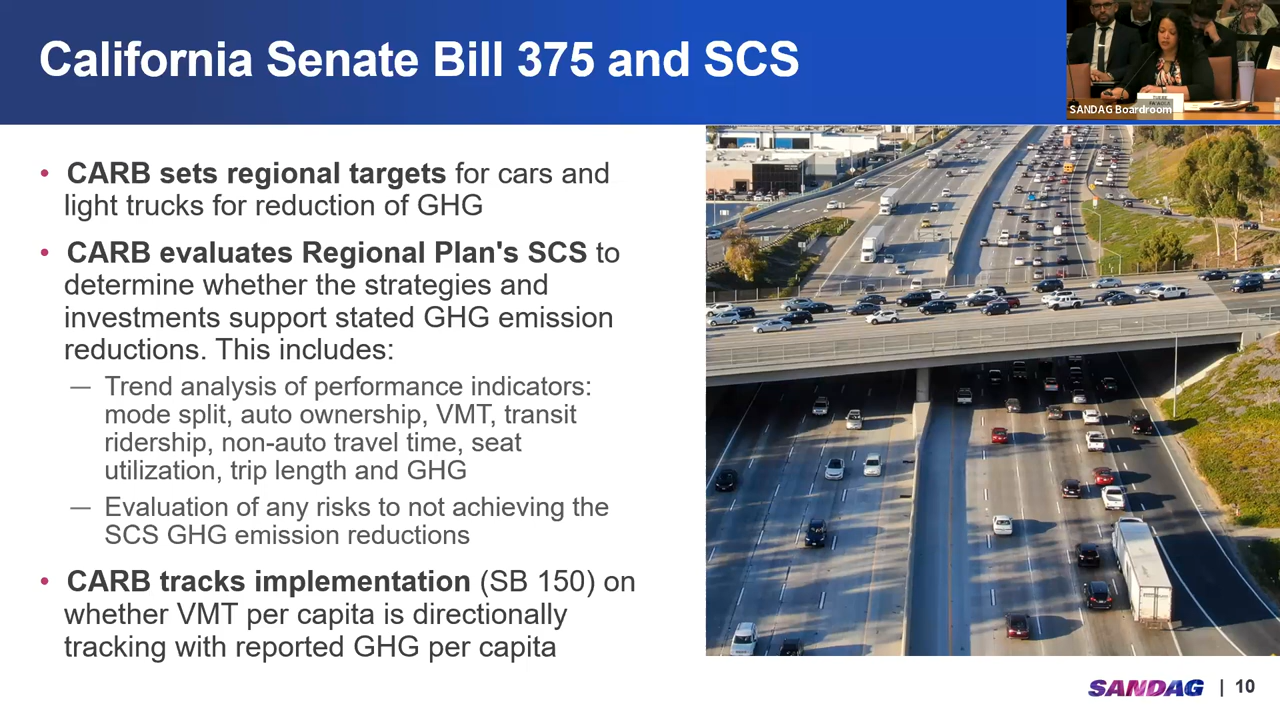 California Senate Bill 375 and SCS
SANDAG Boardroom
• CARB sets regional targets for cars and
light trucks for reduction of GHG
• CARB evaluates Regional Plan's SCS to
determine whether the strategies and
investments support stated GHG emission
reductions. This includes:
— Trend analysis of performance indicators:
mode split, auto ownership, VMT, transit
ridership, non-auto travel time, seat
utilization, trip length and GHG
— Evaluation of any risks to not achieving the
SCS GHG emission reductions
• CARB tracks implementation (SB 150) on
whether VMT per capita is directionally
tracking with reported GHG per capita
SANDAG | 10